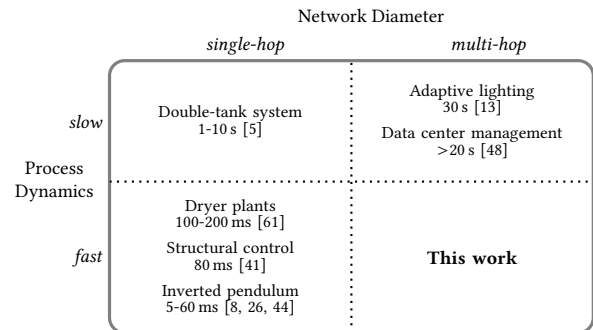 Network Diameter
single-hop
multi-hop
Process
Dynamics
slow
Double-tank system
1-10 s [5]
Adaptive lighting
30 s [13]
Data center management
>20 s [48]
fast
Dryer plants
100-200 ms [61]
Structural control
80 ms [41]
Inverted pendulum
5-60 ms [8, 26, 44]
This work